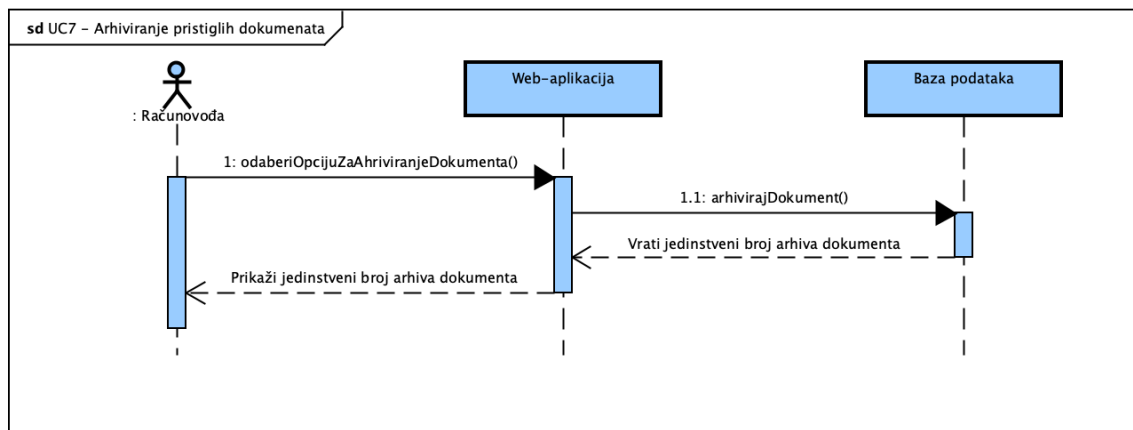 sd UC7 - Arhiviranje pristiglih dokumenata
: Računovođa
Web-aplikacija
Baza podataka
1: odaberiOpcijuZaAhriviranjeDokumenta()
1.1: arhivirajDokument()
Vrati jedinstveni broj arhiva dokumenta
Prikaži jedinstveni broj arhiva dokumenta